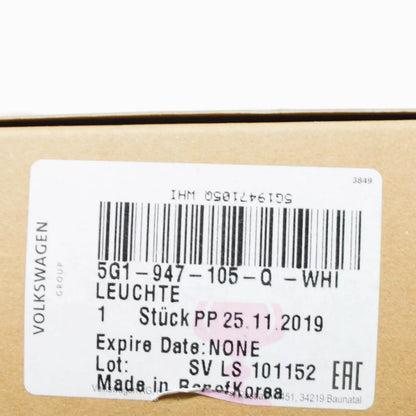 3849
5G1947105Q WHI
VOLKSWAGEN
GROUP
5G1-947-105-Q -WHI
LEUCHTE
1 Stück PP 25.11.2019
Expire Date: NONE
Lot: SV LS 101152
Made in Rep of Korea
EAC
34219 Baunatal